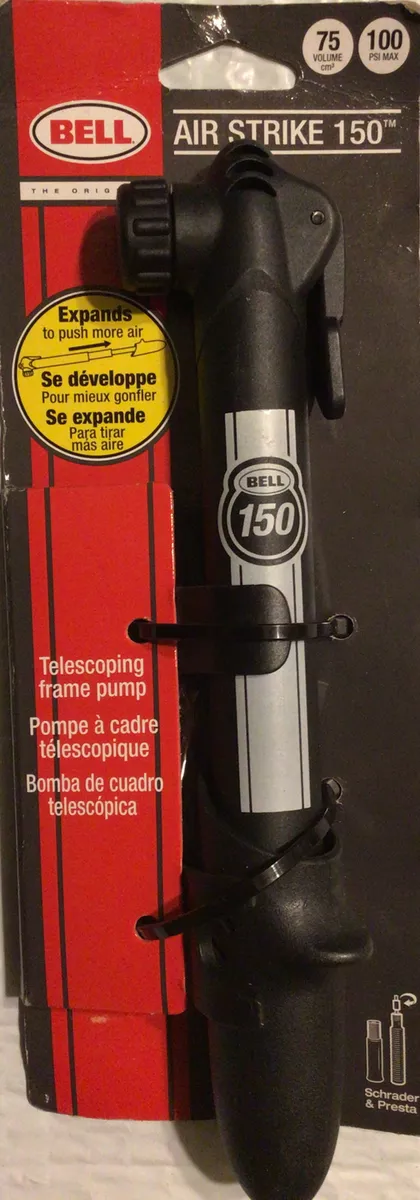 75
VOLUME
cm³
100
PSI MAX
BELL
AIR STRIKE 150™
THE ORIG
Expands
to push more air
Se développe
Pour mieux gonfler
Se expande
Para tirar
más aire
BELL
150
Telescoping
frame pump
Pompe à cadre
télescopique
Bomba de cuadro
telescópica
Schrader
& Presta